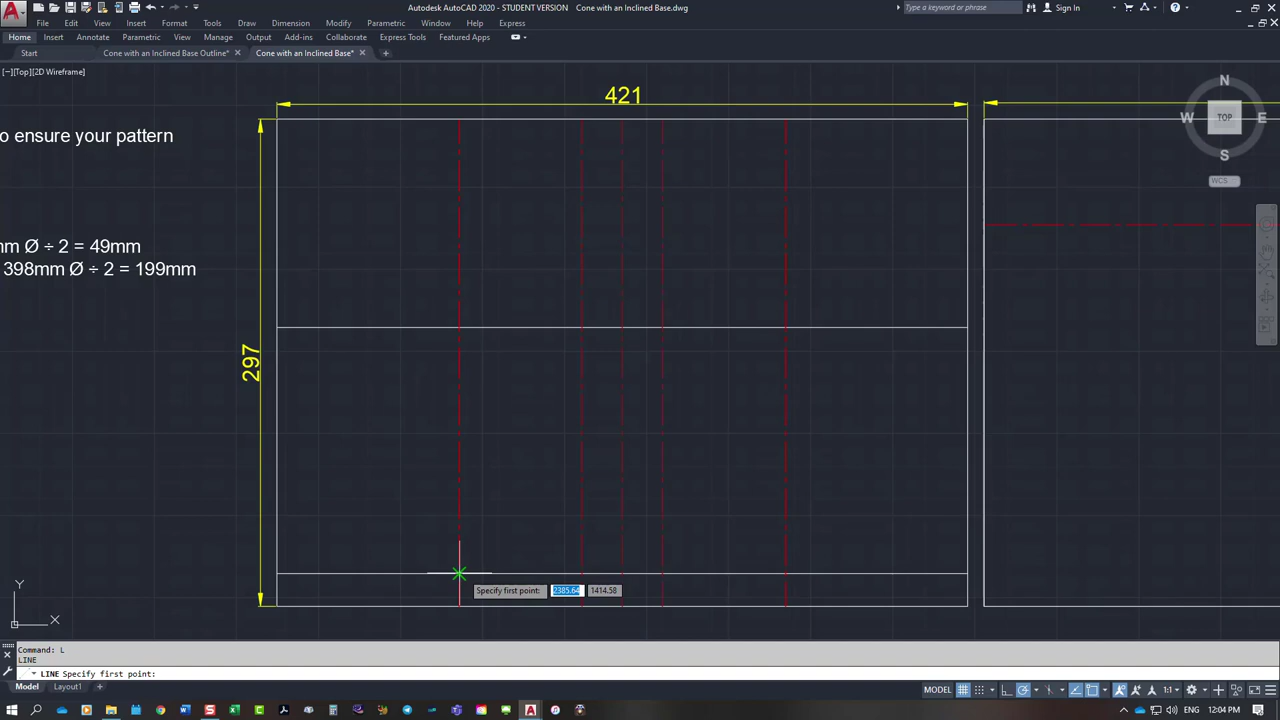 Autodesk AutoCAD 2020 - STUDENT VERSION Cone with an Inclined Base.dwg
Type a keyword or phrase
Sign In
File Edit View Insert Format Tools Draw Dimension Modify Parametric Window Help Express
Home Insert Annotate Parametric View Manage Output Add-ins Collaborate Express Tools Featured Apps
Start Cone with an Inclined Base Outline* Cone with an Inclined Base*
[−][Top][2D Wireframe]
421
N
W TOP E
S
WCS
o ensure your pattern
mm Ø ÷ 2 = 49mm
398mm Ø ÷ 2 = 199mm
297
Specify first point: 2385.64 1414.58
Y
X
Command: L
LINE
LINE Specify first point:
Model Layout1
MODEL
1:1
12:04 PM